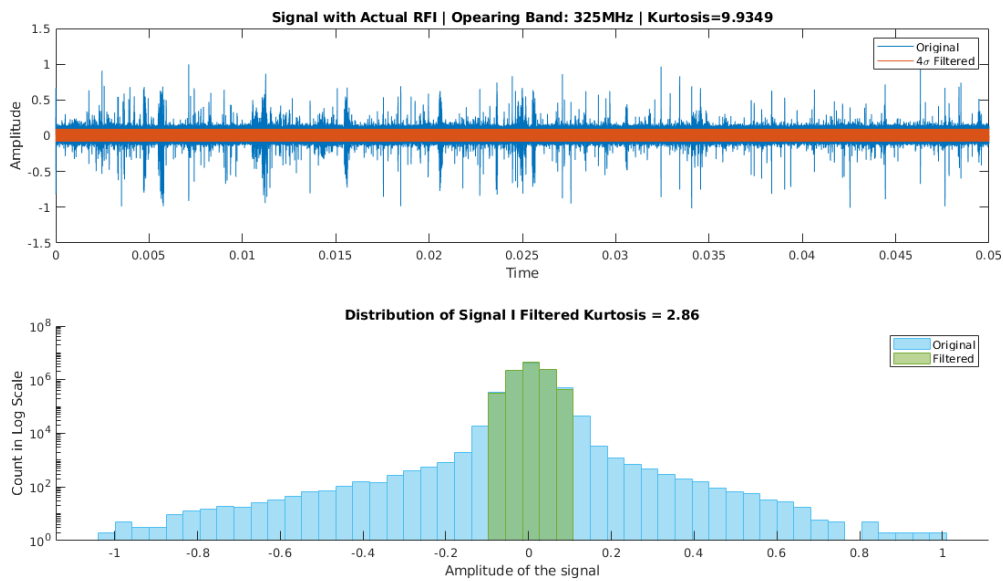 Signal with Actual RFI | Opearing Band: 325MHz | Kurtosis=9.9349
1.5
1
0.5
0
-0.5
-1
-1.5
Amplitude
Original
4σ Filtered
0 0.005 0.01 0.015 0.02 0.025 0.03 0.035 0.04 0.045 0.05
Time
Distribution of Signal I Filtered Kurtosis = 2.86
10^8
10^6
10^4
10^2
10^0
Count in Log Scale
Original
Filtered
-1 -0.8 -0.6 -0.4 -0.2 0 0.2 0.4 0.6 0.8 1
Amplitude of the signal